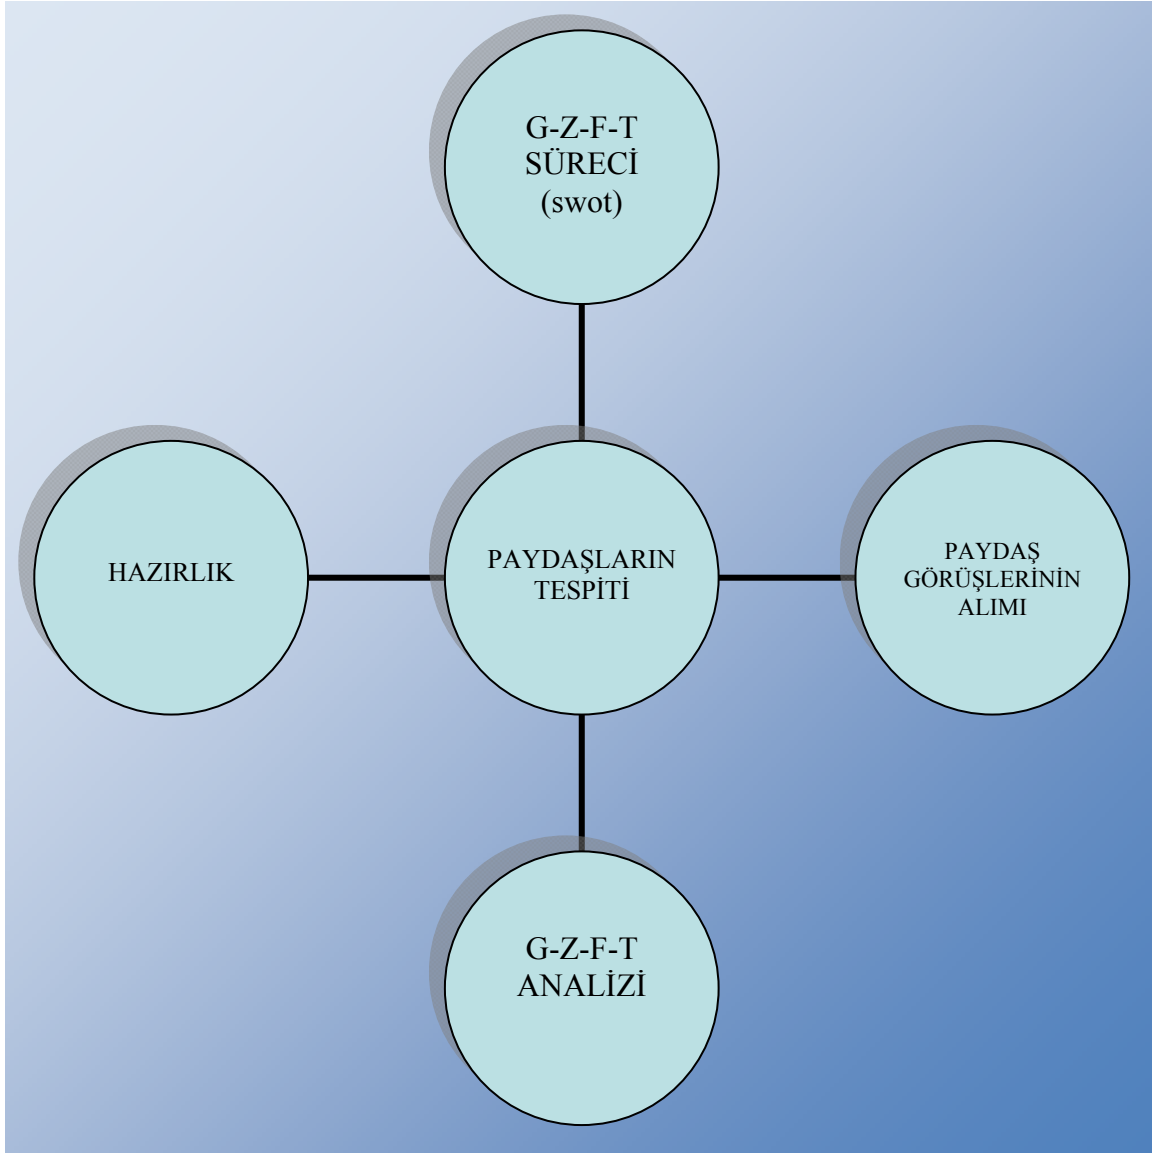 G-Z-F-T
SÜRECİ
(swot)
HAZIRLIK
PAYDAŞLARIN
TESPİTİ
PAYDAŞ
GÖRÜŞLERİNİN
ALIMI
G-Z-F-T
ANALİZİ